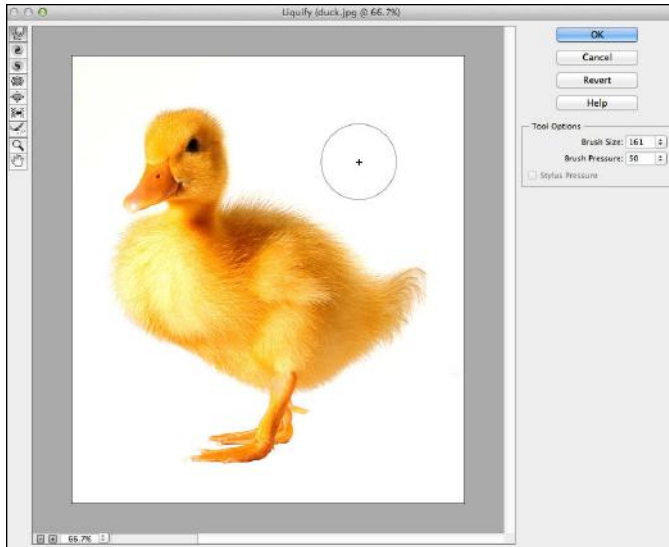 Liquify (duck.jpg @ 66.7%)
OK
Cancel
Revert
Help
Tool Options
Brush Size: 161
Brush Pressure: 50
Stylus Pressure
66.7%